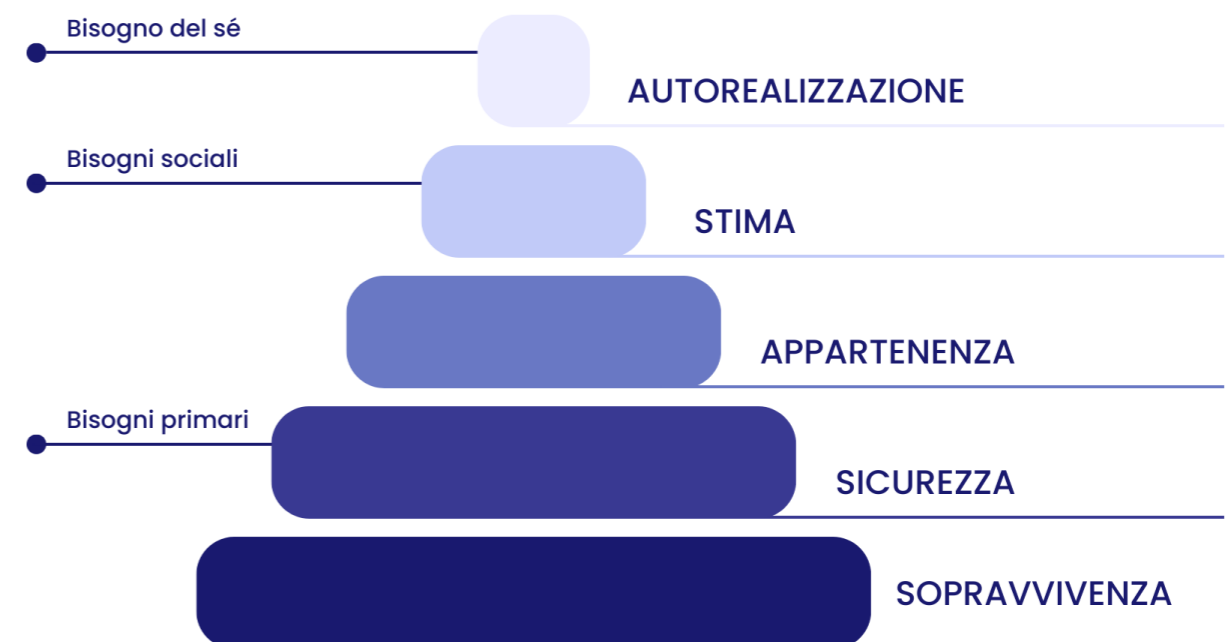 Bisogno del sé
AUTOREALIZZAZIONE
Bisogni sociali
STIMA
APPARTENENZA
Bisogni primari
SICUREZZA
SOPRAVVIVENZA